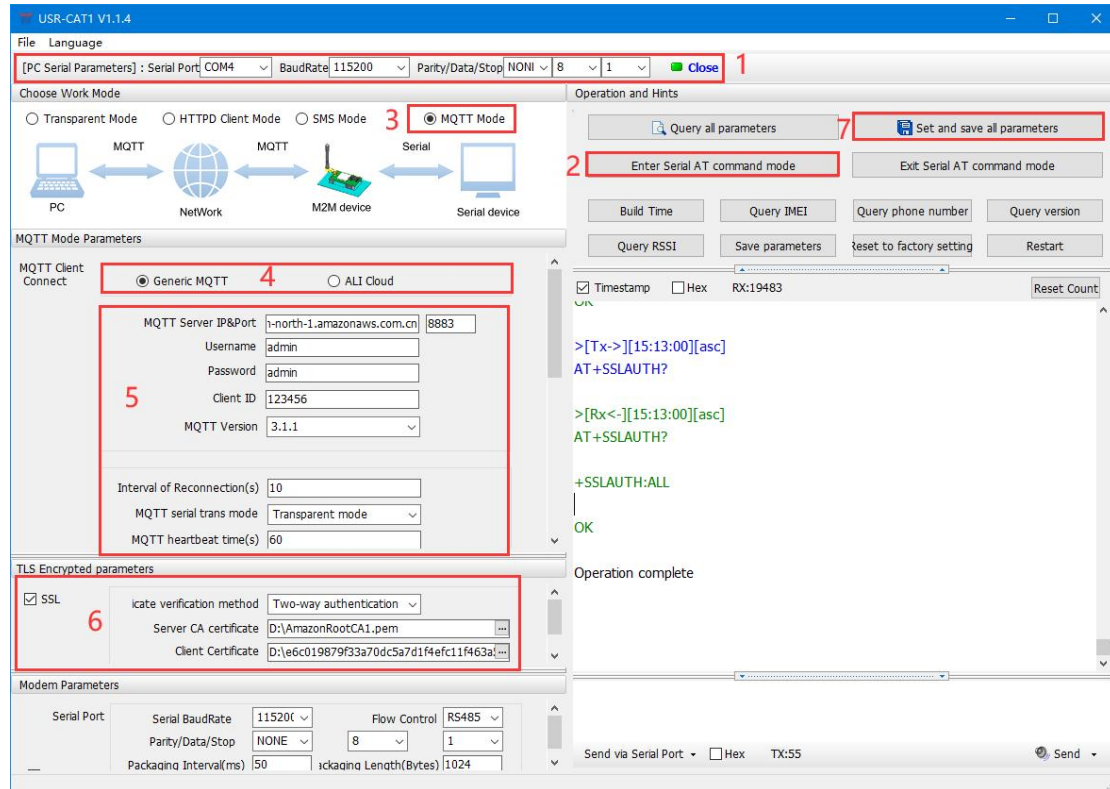 USR-CAT1 V1.1.4
File Language
[PC Serial Parameters] : Serial Port COM4 BaudRate 115200 Parity/Data/Stop NONI 8 1 Close 1
Choose Work Mode
Transparent Mode HTTPD Client Mode SMS Mode 3 MQTT Mode
MQTT MQTT Serial
PC NetWork M2M device Serial device
MQTT Mode Parameters
MQTT Client
Connect
Generic MQTT 4 ALI Cloud
MQTT Server IP&Port n-north-1.amazonaws.com.cn 8883
Username admin
Password admin
5
Client ID 123456
MQTT Version 3.1.1
Interval of Reconnection(s) 10
MQTT serial trans mode Transparent mode
MQTT heartbeat time(s) 60
TLS Encrypted parameters
SSL icate verification method Two-way authentication
6
Server CA certificate D:\AmazonRootCA1.pem ...
Client Certificate D:\e6c019879f33a70dc5a7d1f4efc11f463a ...
Modem Parameters
Serial Port Serial BaudRate 11520( Flow Control RS485
Parity/Data/Stop NONE 8 1
Packaging Interval(ms) 50 ackaging Length(Bytes) 1024
Operation and Hints
Query all parameters 7 Set and save all parameters
2 Enter Serial AT command mode Exit Serial AT command mode
Build Time Query IMEI Query phone number Query version
Query RSSI Save parameters Reset to factory setting Restart
Timestamp Hex RX:19483 Reset Count
OK
>[Tx->][15:13:00][asc]
AT+SSLAUTH?
>[Rx<-][15:13:00][asc]
AT+SSLAUTH?
+SSLAUTH:ALL
OK
Operation complete
Send via Serial Port Hex TX:55 Send